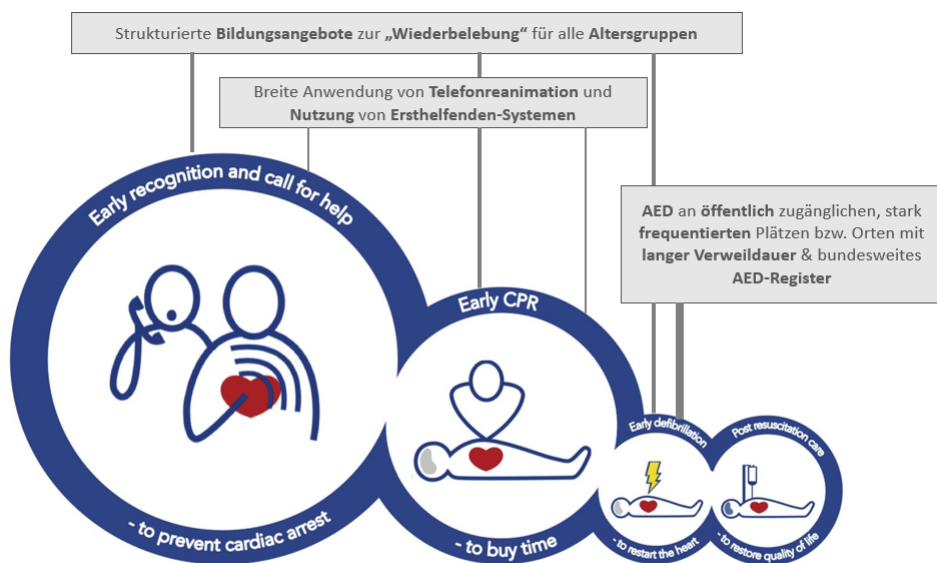 Strukturierte Bildungsangebote zur „Wiederbelebung“ für alle Altersgruppen
Breite Anwendung von Telefonreanimation und
Nutzung von Ersthelfenden-Systemen
AED an öffentlich zugänglichen, stark
frequentierten Plätzen bzw. Orten mit
langer Verweildauer & bundesweites
AED-Register
Early recognition and call for help
- to prevent cardiac arrest
Early CPR
- to buy time
Early defibrillation
- to restart the heart
Post resuscitation care
- to restore quality of life